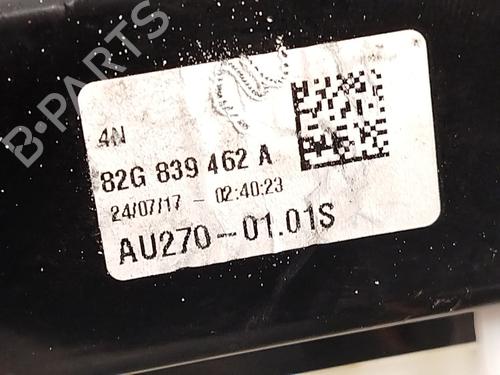 B-PARTS
4N
82G 839 462 A
24/07/17 - 02:40:23
AU270-01.01S